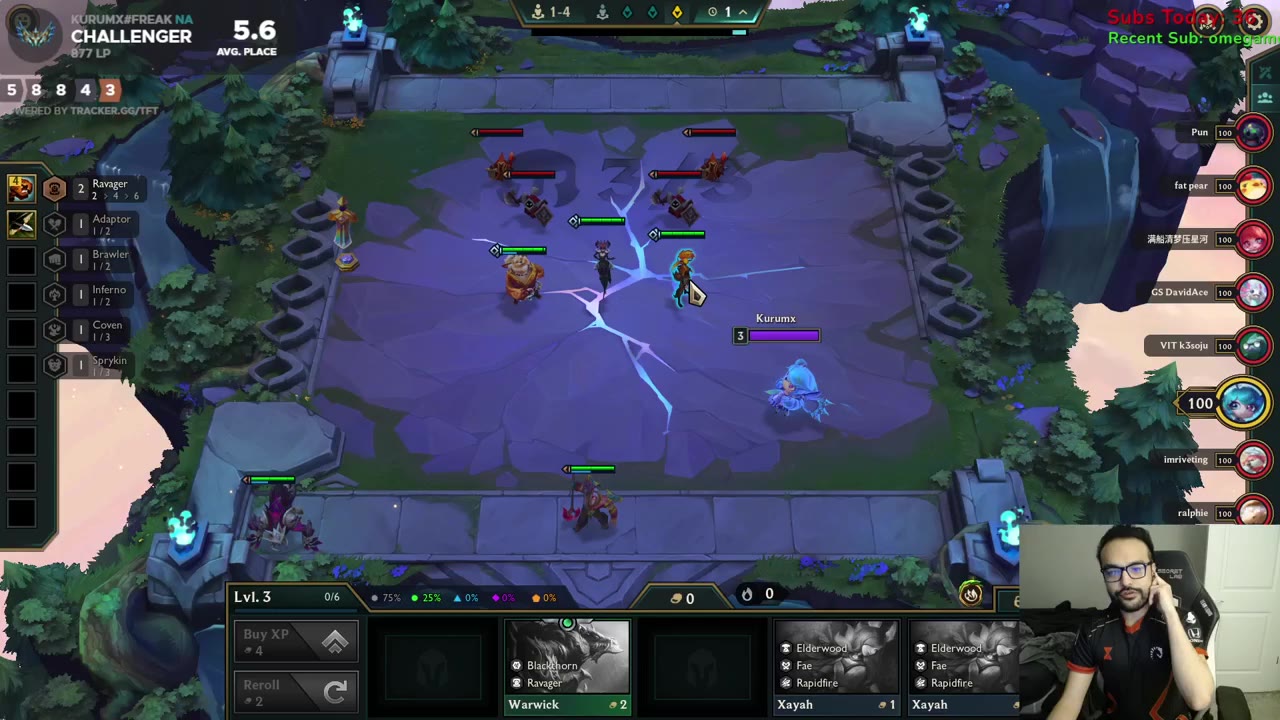 KURUMX#FREAK NA
CHALLENGER
877 LP
5.6
AVG. PLACE
5 8 8 4 3
WERED BY TRACKER.GG/TFT
1-4
1
Subs Today: 3
Recent Sub: omegam
2 Ravager
2 > 4 > 6
1 Adaptor
1 / 2
1 Brawler
1 / 2
1 Inferno
1 / 2
1 Coven
1 / 3
1 Sprykin
1 / 3
4
Kurumx
3
Pun 100
fat pear 100
满船清梦压星河 100
GS DavidAce 100
VIT k3soju 100
100
imriveting 100
ralphie 100
Lvl. 3 0/6
75% 25% 0% 0% 0%
0
0
Buy XP
4
Reroll
2
Blackthorn
Ravager
Warwick 2
Elderwood
Fae
Rapidfire
Xayah 1
Elderwood
Fae
Rapidfire
Xayah